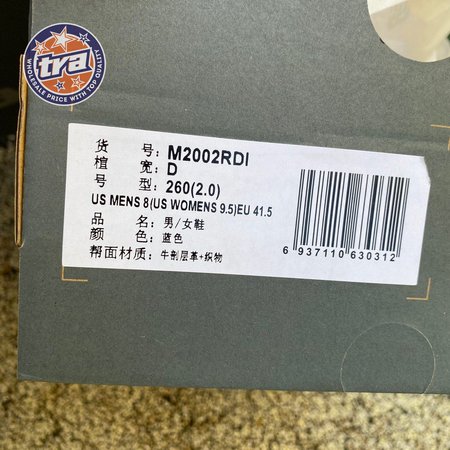 tra
WHOLESALE PRICE WITH TOP QUALITY
货 号: M2002RDI
楦 宽: D
号 型: 260(2.0)
US MENS 8(US WOMENS 9.5)EU 41.5
品 名: 男/女鞋
颜 色: 蓝色
帮面材质: 牛剖层革+织物
6 937110 630312